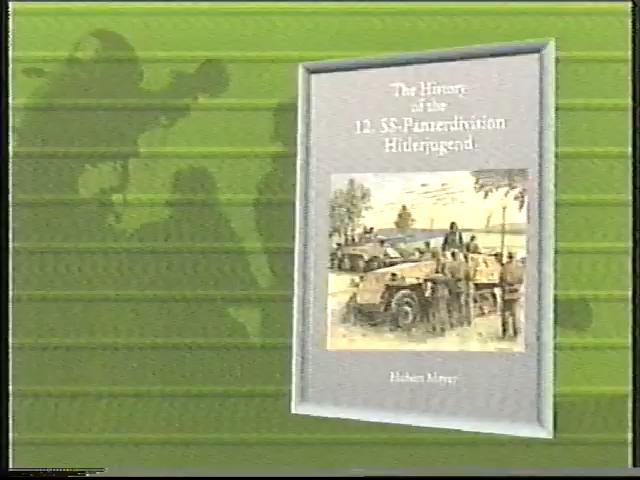 The History
of the
12. SS-Panzerdivision
Hitlerjugend
Hubert Meyer